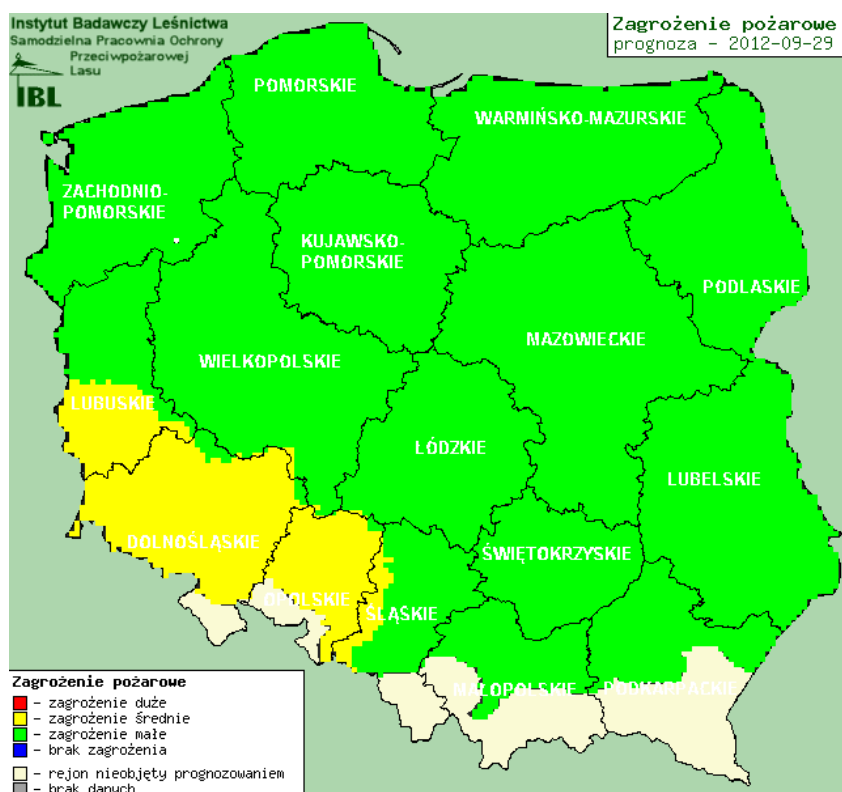 Instytut Badawczy Leśnictwa
Samodzielna Pracownia Ochrony
Przeciwpożarowej
Lasu
IBL
Zagrożenie pożarowe
prognoza - 2012-09-29
POMORSKIE
WARMIŃSKO-MAZURSKIE
ZACHODNIO-
POMORSKIE
KUJAWSKO-
POMORSKIE
PODLASKIE
MAZOWIECKIE
WIELKOPOLSKIE
LUBUSKIE
ŁÓDZKIE
LUBELSKIE
DOLNOŚLĄSKIE
ŚWIĘTOKRZYSKIE
OPOLSKIE
ŚLĄSKIE
MAŁOPOLSKIE
PODKARPACKIE
Zagrożenie pożarowe
- zagrożenie duże
- zagrożenie średnie
- zagrożenie małe
- brak zagrożenia
- rejon nieobjęty prognozowaniem
- brak danych